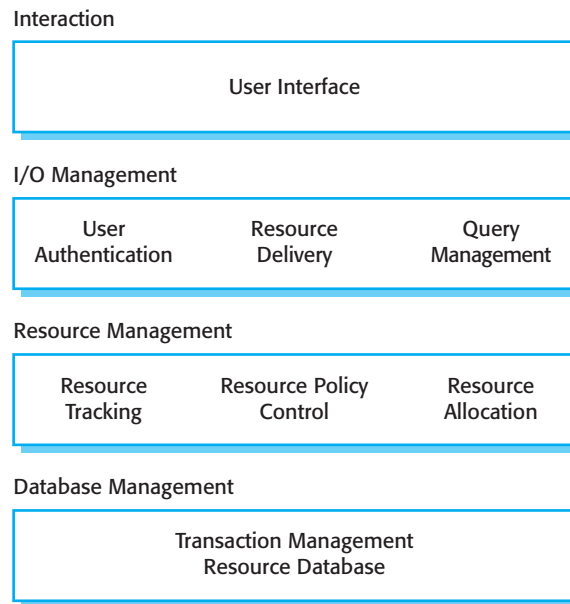 Interaction
User Interface
I/O Management
User Authentication
Resource Delivery
Query Management
Resource Management
Resource Tracking
Resource Policy Control
Resource Allocation
Database Management
Transaction Management
Resource Database